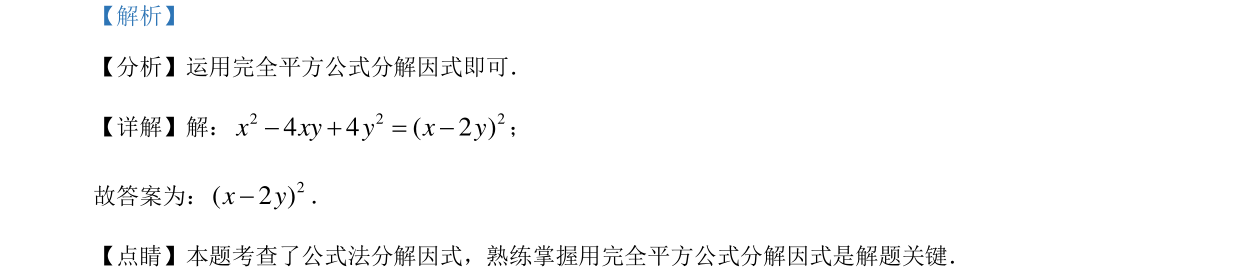 【解析】
【分析】运用完全平方公式分解因式即可．
【详解】解：x² − 4xy + 4y² = (x − 2y)²；
故答案为：(x − 2y)²．
【点睛】本题考查了公式法分解因式，熟练掌握用完全平方公式分解因式是解题关键．